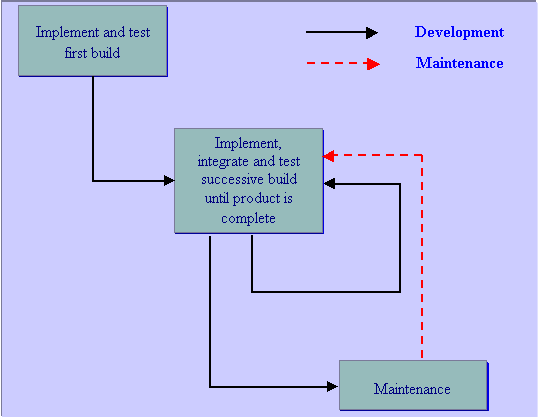 Implement and test
first build
Development
Maintenance
Implement,
integrate and test
successive build
until product is
complete
Maintenance